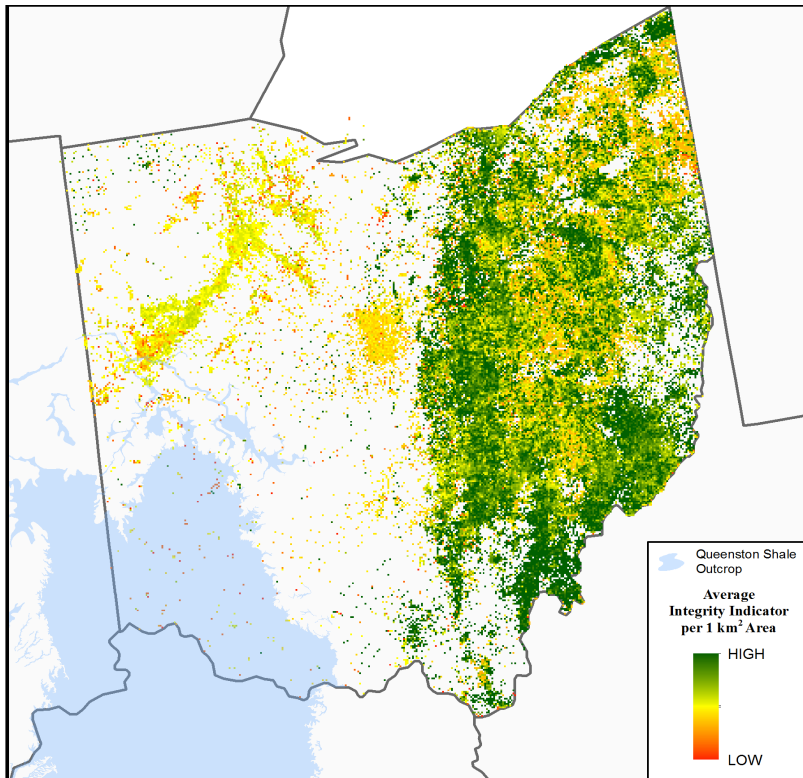 Queenston Shale
Outcrop
Average
Integrity Indicator
per 1 km² Area
HIGH
LOW